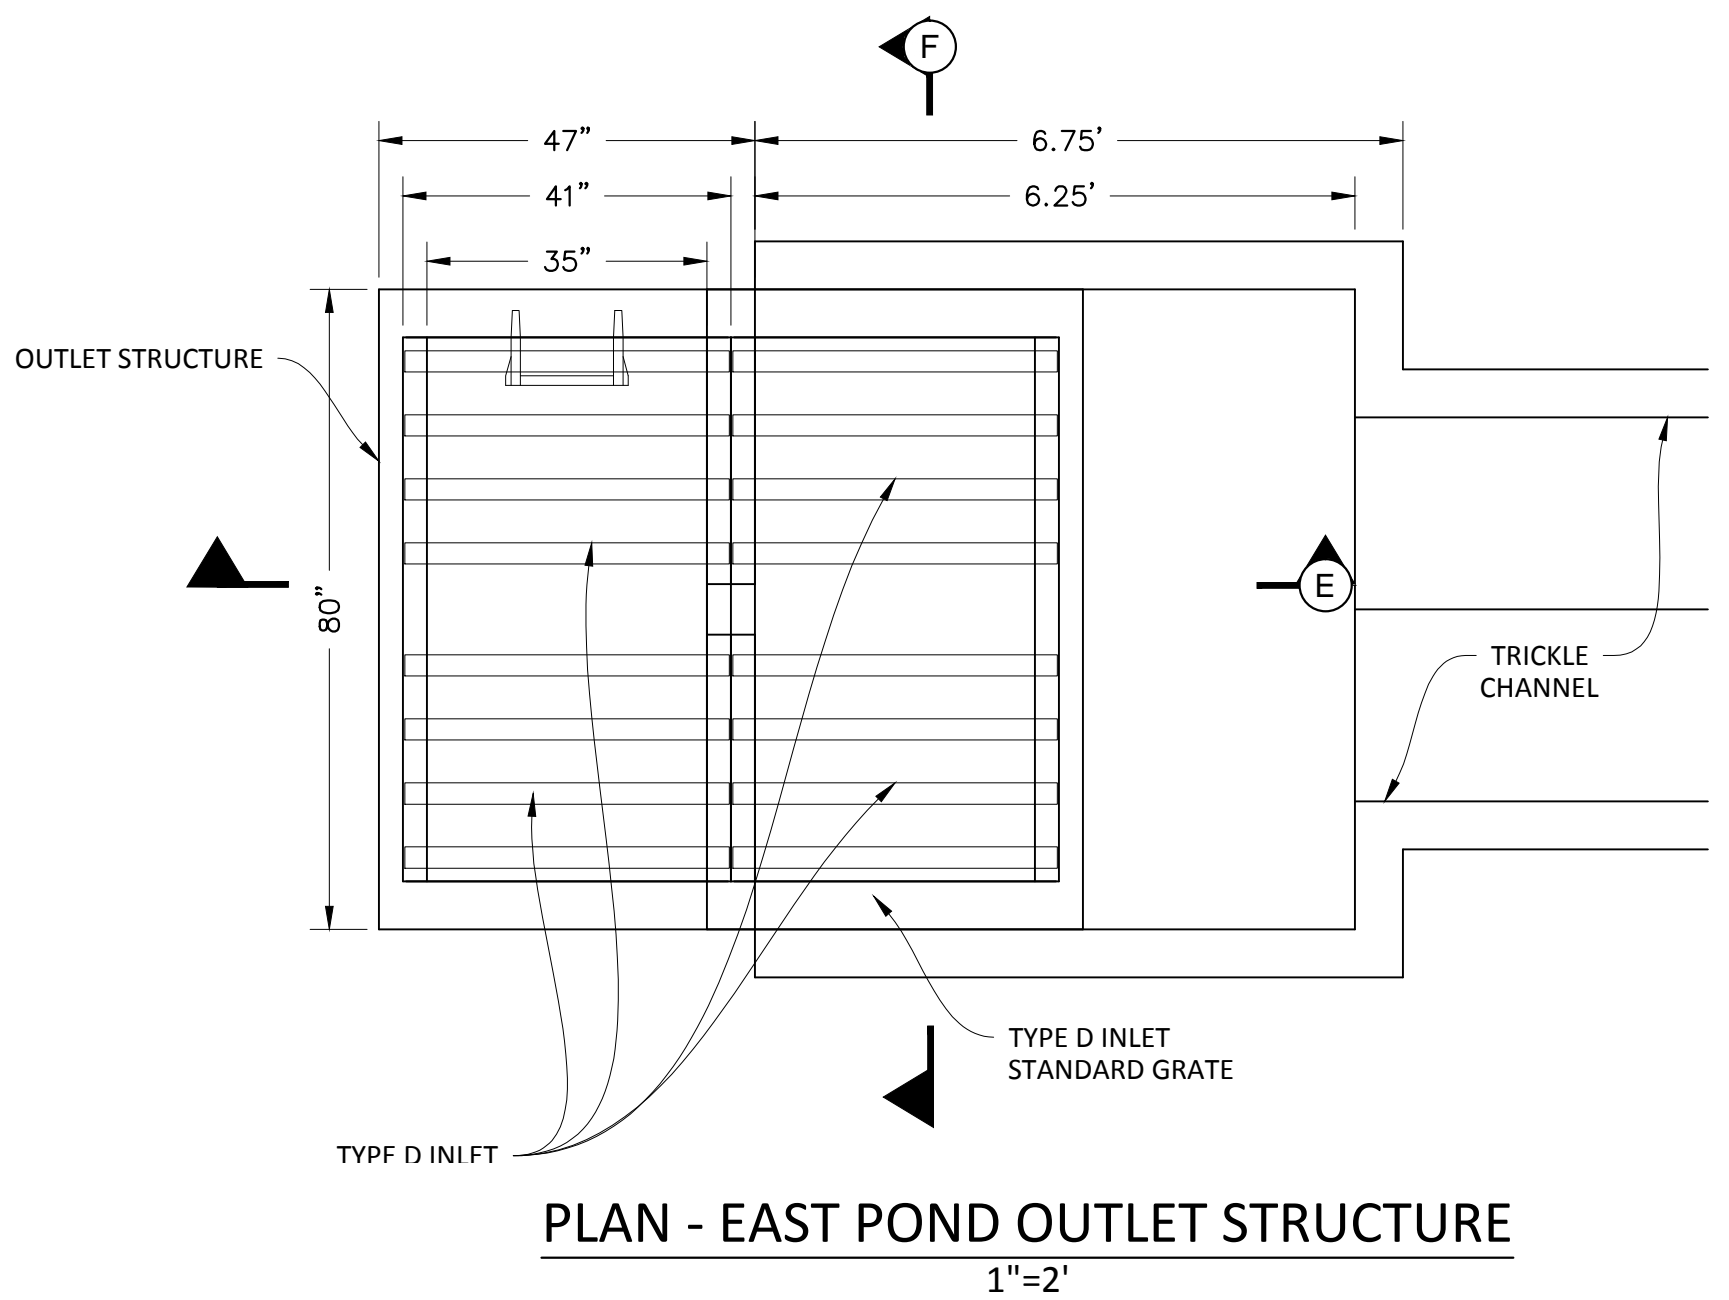 F
47”
6.75’
41”
6.25’
35”
OUTLET STRUCTURE
80”
E
TRICKLE
CHANNEL
TYPE D INLET
STANDARD GRATE
TYPE D INLET
PLAN - EAST POND OUTLET STRUCTURE
1"=2'